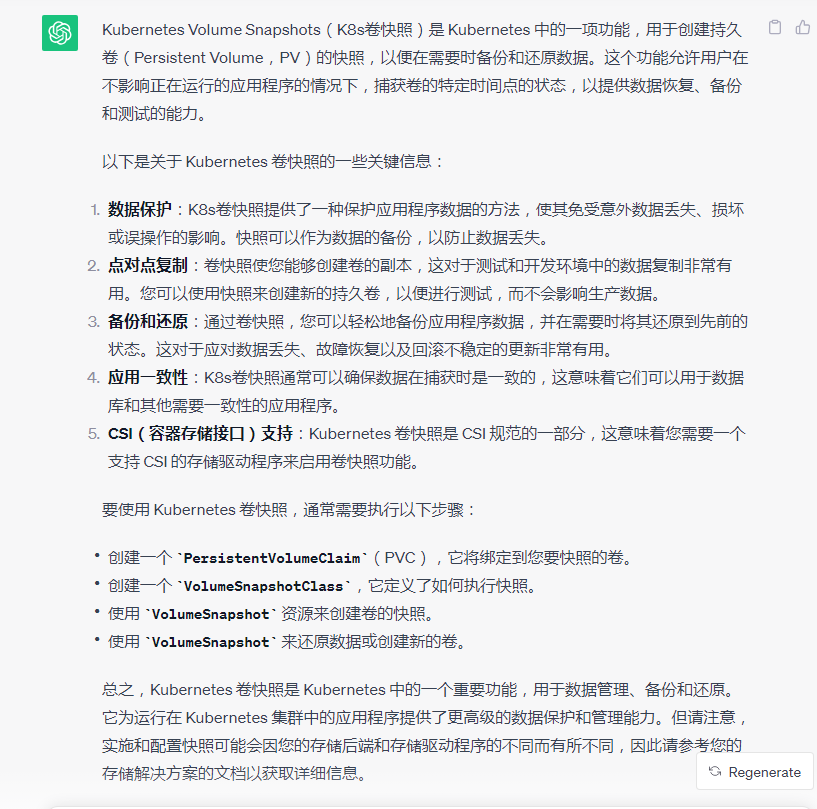 Kubernetes Volume Snapshots（K8s卷快照）是 Kubernetes 中的一项功能，用于创建持久
卷（Persistent Volume，PV）的快照，以便在需要时备份和还原数据。这个功能允许用户在
不影响正在运行的应用程序的情况下，捕获卷的特定时间点的状态，以提供数据恢复、备份
和测试的能力。
以下是关于 Kubernetes 卷快照的一些关键信息：
1. 数据保护：K8s卷快照提供了一种保护应用程序数据的方法，使其免受意外数据丢失、损坏
或误操作的影响。快照可以作为数据的备份，以防止数据丢失。
2. 点对点复制：卷快照使您能够创建卷的副本，这对于测试和开发环境中的数据复制非常有
用。您可以使用快照来创建新的持久卷，以便进行测试，而不会影响生产数据。
3. 备份和还原：通过卷快照，您可以轻松地备份应用程序数据，并在需要时将其还原到先前的
状态。这对于应对数据丢失、故障恢复以及回滚不稳定的更新非常有用。
4. 应用一致性：K8s卷快照通常可以确保数据在捕获时是一致的，这意味着它们可以用于数据
库和其他需要一致性的应用程序。
5. CSI（容器存储接口）支持：Kubernetes 卷快照是 CSI 规范的一部分，这意味着您需要一个
支持 CSI 的存储驱动程序来启用卷快照功能。
要使用 Kubernetes 卷快照，通常需要执行以下步骤：
• 创建一个 `PersistentVolumeClaim`（PVC），它将绑定到您要快照的卷。
• 创建一个 `VolumeSnapshotClass`，它定义了如何执行快照。
• 使用 `VolumeSnapshot` 资源来创建卷的快照。
• 使用 `VolumeSnapshot` 来还原数据或创建新的卷。
总之，Kubernetes 卷快照是 Kubernetes 中的一个重要功能，用于数据管理、备份和还原。
它为运行在 Kubernetes 集群中的应用程序提供了更高级的数据保护和管理能力。但请注意，
实施和配置快照可能会因您的存储后端和存储驱动程序的不同而有所不同，因此请参考您的
存储解决方案的文档以获取详细信息。
Regenerate